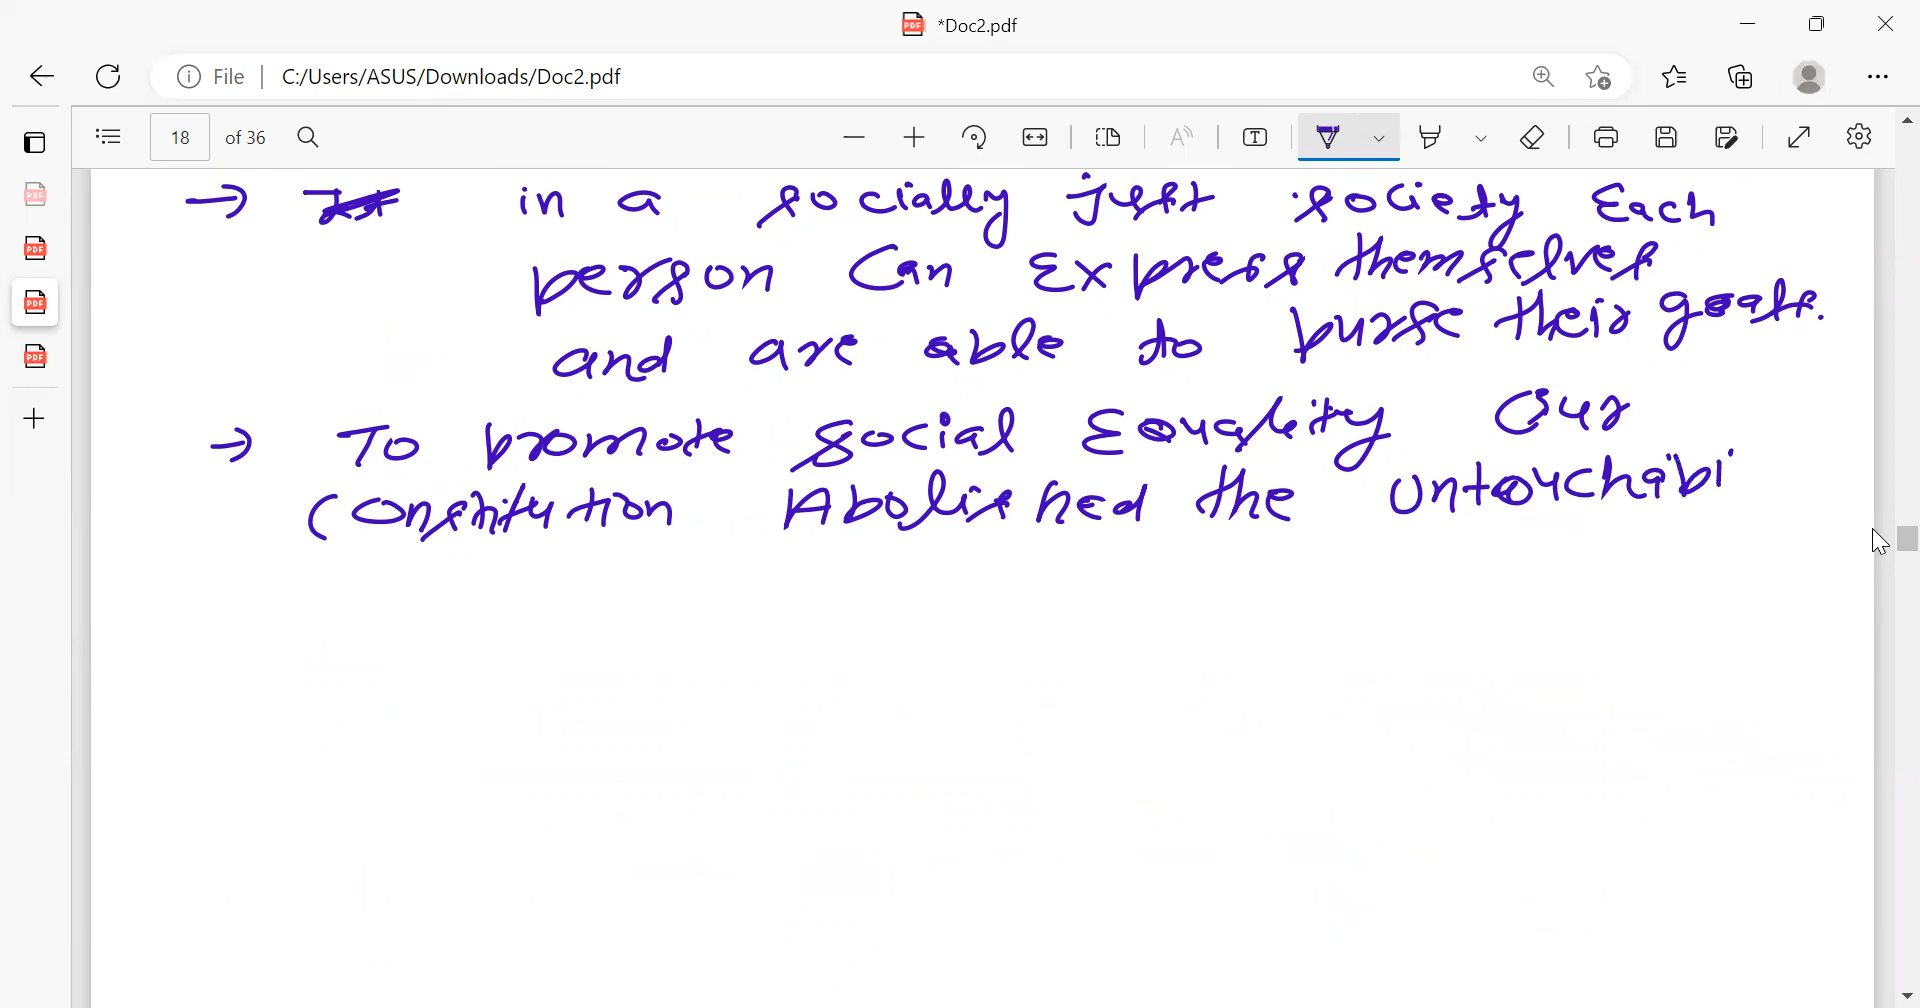 *Doc2.pdf
File | C:/Users/ASUS/Downloads/Doc2.pdf
18 of 36
→ in a socially just society Each
person Can Express themselves
and are able to purse their goals.
→ To promote social Equality Our
Constitution Abolished the Untouchabi